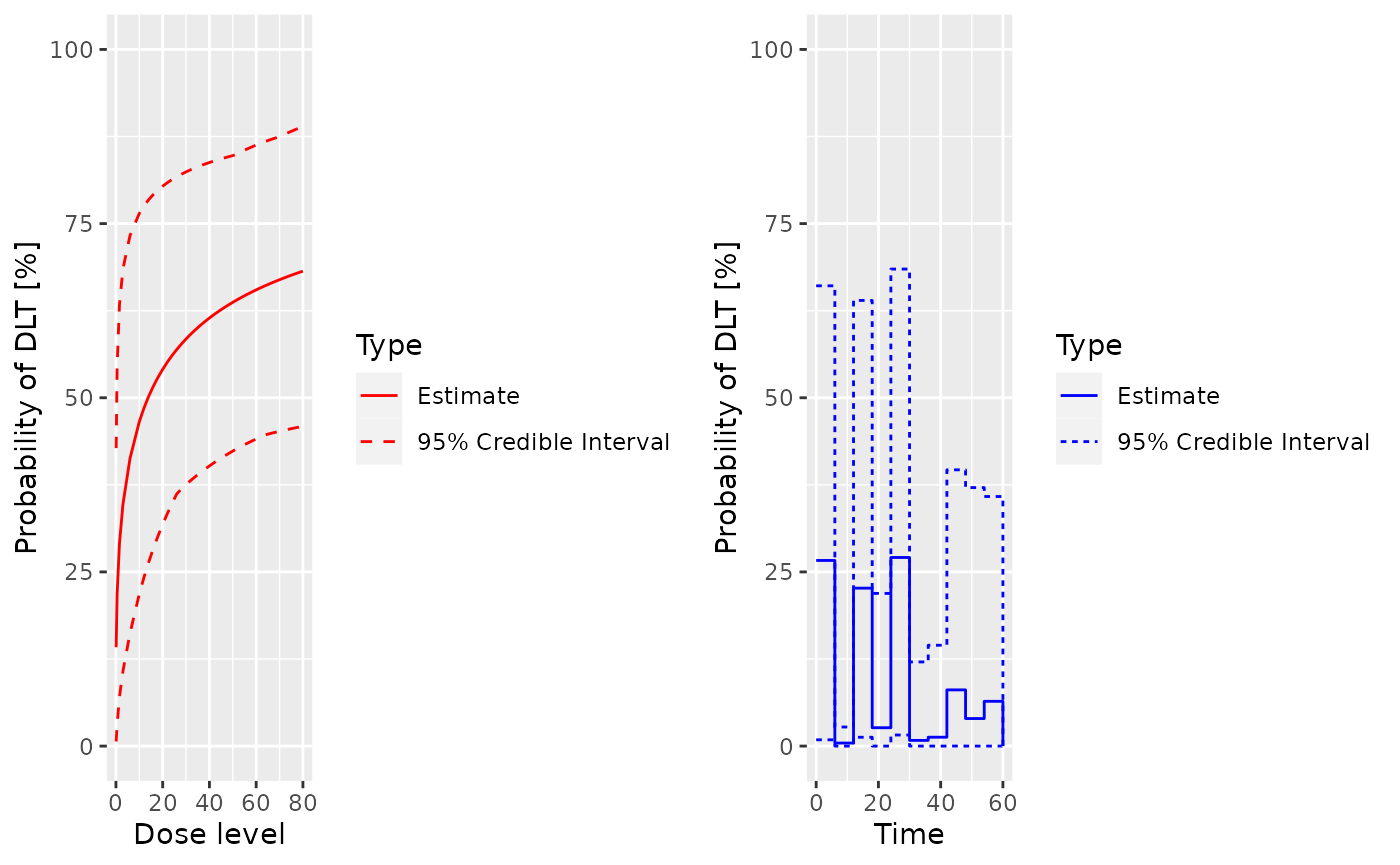 100
75
50
25
0
Probability of DLT [%]
0 20 40 60 80
Dose level
Type
Estimate
95% Credible Interval
100
75
50
25
0
Probability of DLT [%]
0 20 40 60
Time
Type
Estimate
95% Credible Interval